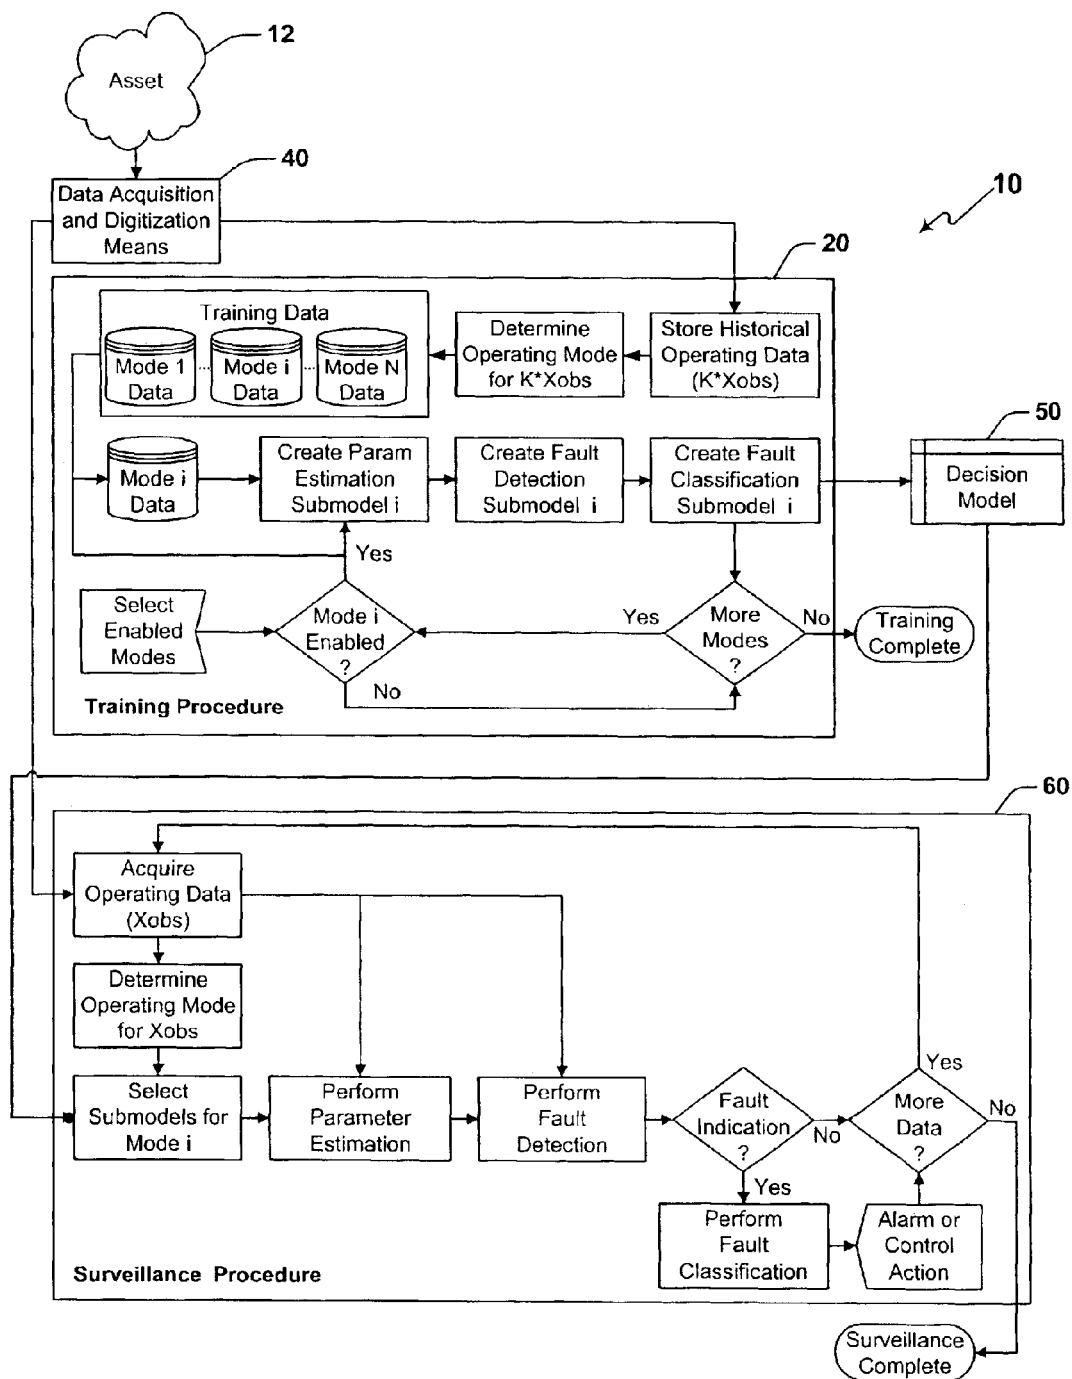 12
Asset
40
Data Acquisition
and Digitization
Means
10
20
Training Data
Mode 1
Data
Mode i
Data
Mode N
Data
Determine
Operating Mode
for K*Xobs
Store Historical
Operating Data
(K*Xobs)
50
Mode i
Data
Create Param
Estimation
Submodel i
Create Fault
Detection
Submodel i
Create Fault
Classification
Submodel i
Decision
Model
Yes
Select
Enabled
Modes
Mode i
Enabled
?
Yes
More
Modes
?
No
Training
Complete
No
Training Procedure
60
Acquire
Operating Data
(Xobs)
Determine
Operating Mode
for Xobs
Select
Submodels for
Mode i
Perform
Parameter
Estimation
Perform
Fault
Detection
Fault
Indication
?
No
Yes
More
Data
?
No
Yes
Perform
Fault
Classification
Alarm or
Control
Action
Surveillance Procedure
Surveillance
Complete